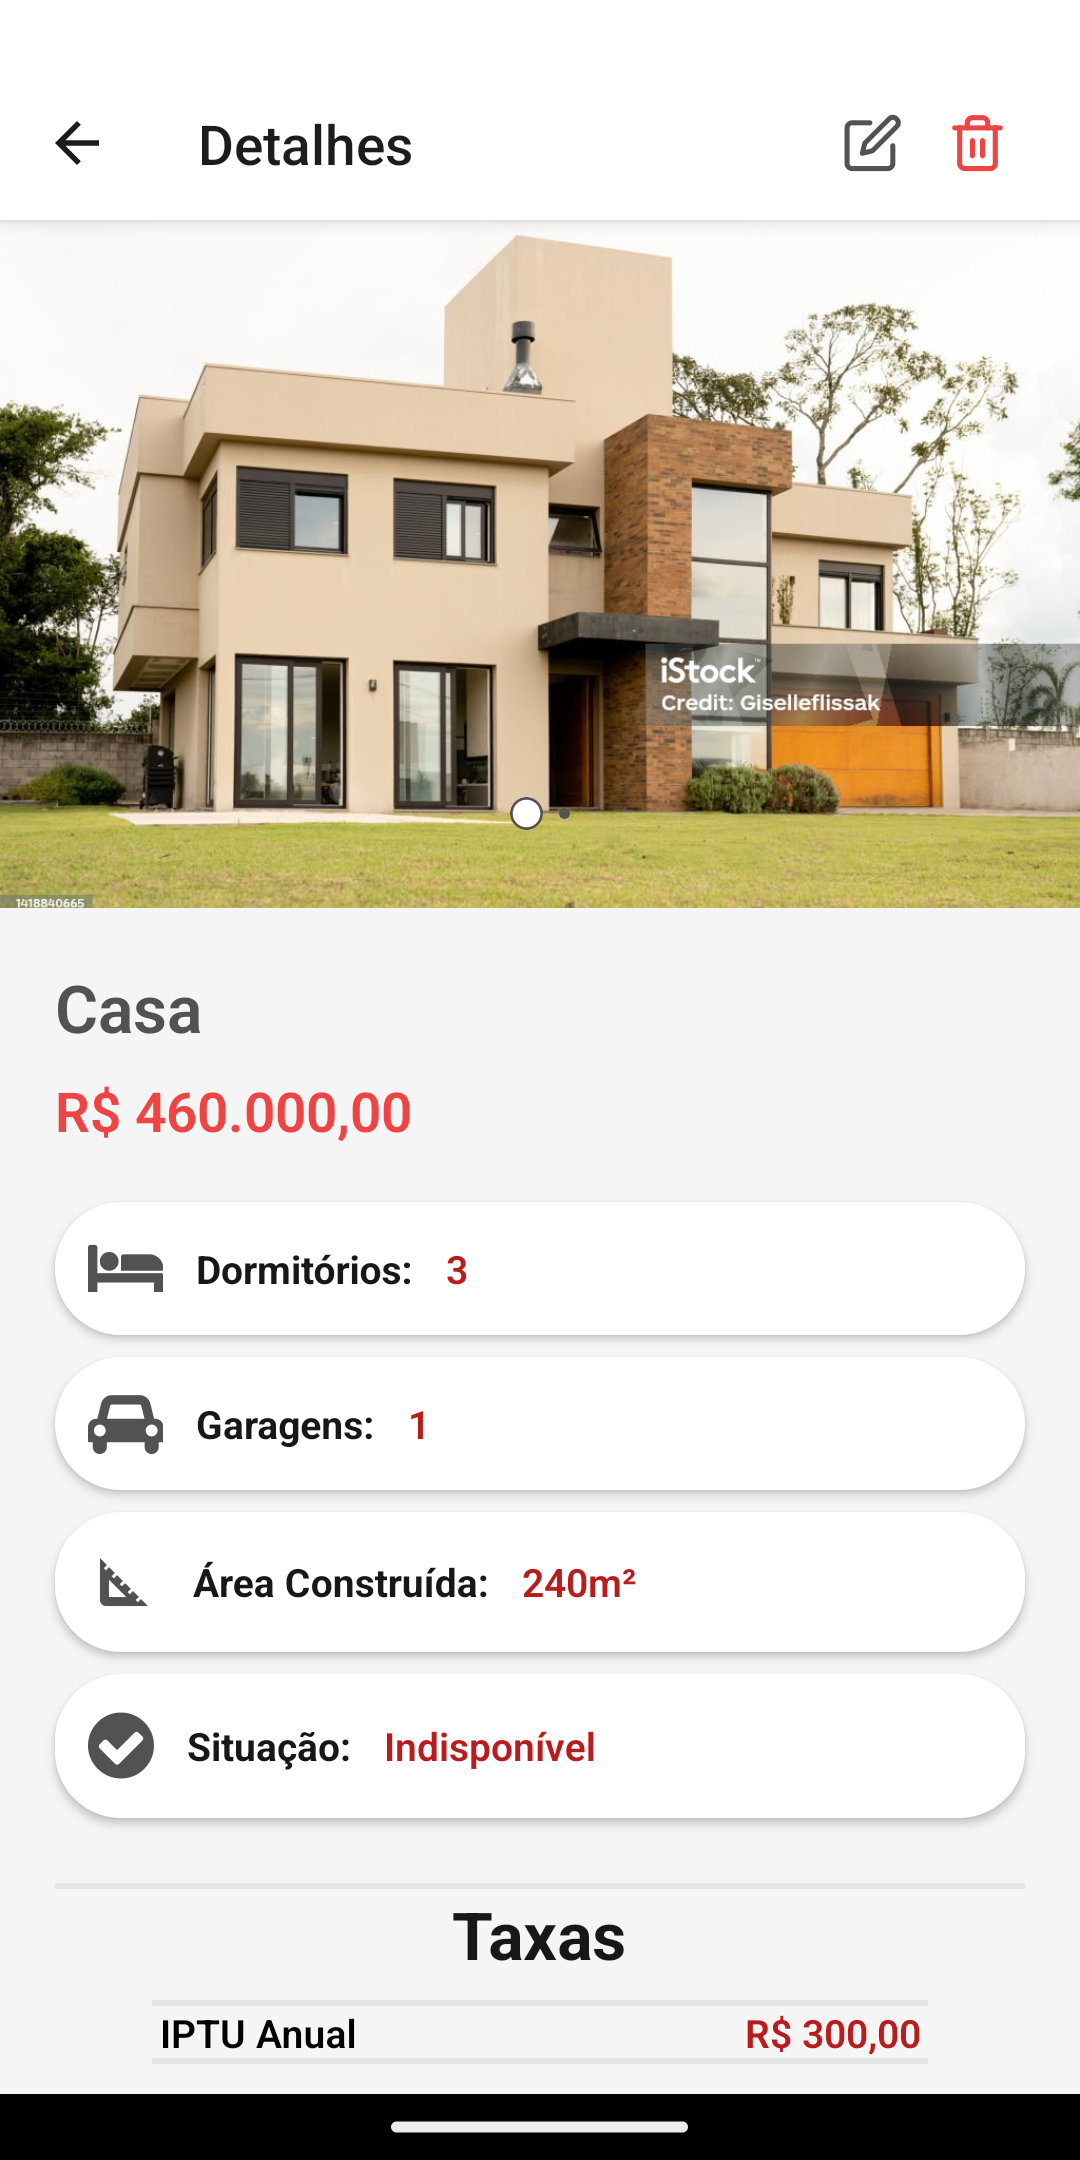 Detalhes
iStock™
Credit: Giselleflissak
1418840665
Casa
R$ 460.000,00
Dormitórios: 3
Garagens: 1
Área Construída: 240m²
Situação: Indisponível
Taxas
IPTU Anual R$ 300,00